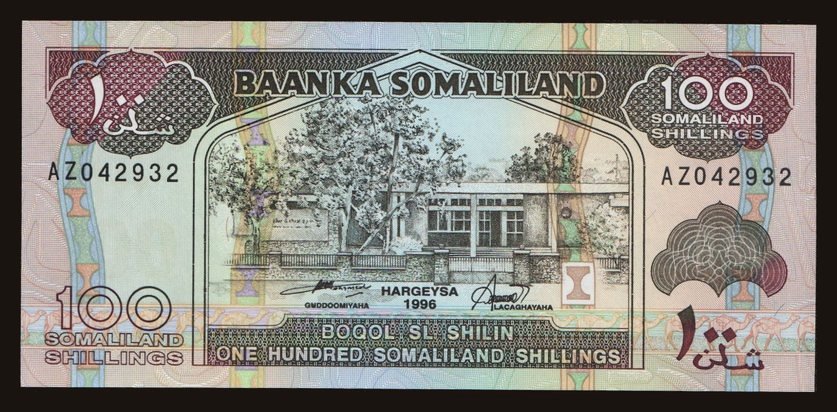 BAANKA SOMALILAND
١٠٠
شلن
100
SOMALILAND
SHILLINGS
AZ042932
AZ042932
HARGEYSA
1996
GUDDOOMIYAHA
LACAGHAYAHA
100
SOMALILAND
SHILLINGS
BOQOL SL SHILIN
ONE HUNDRED SOMALILAND SHILLINGS
١٠٠
شلن